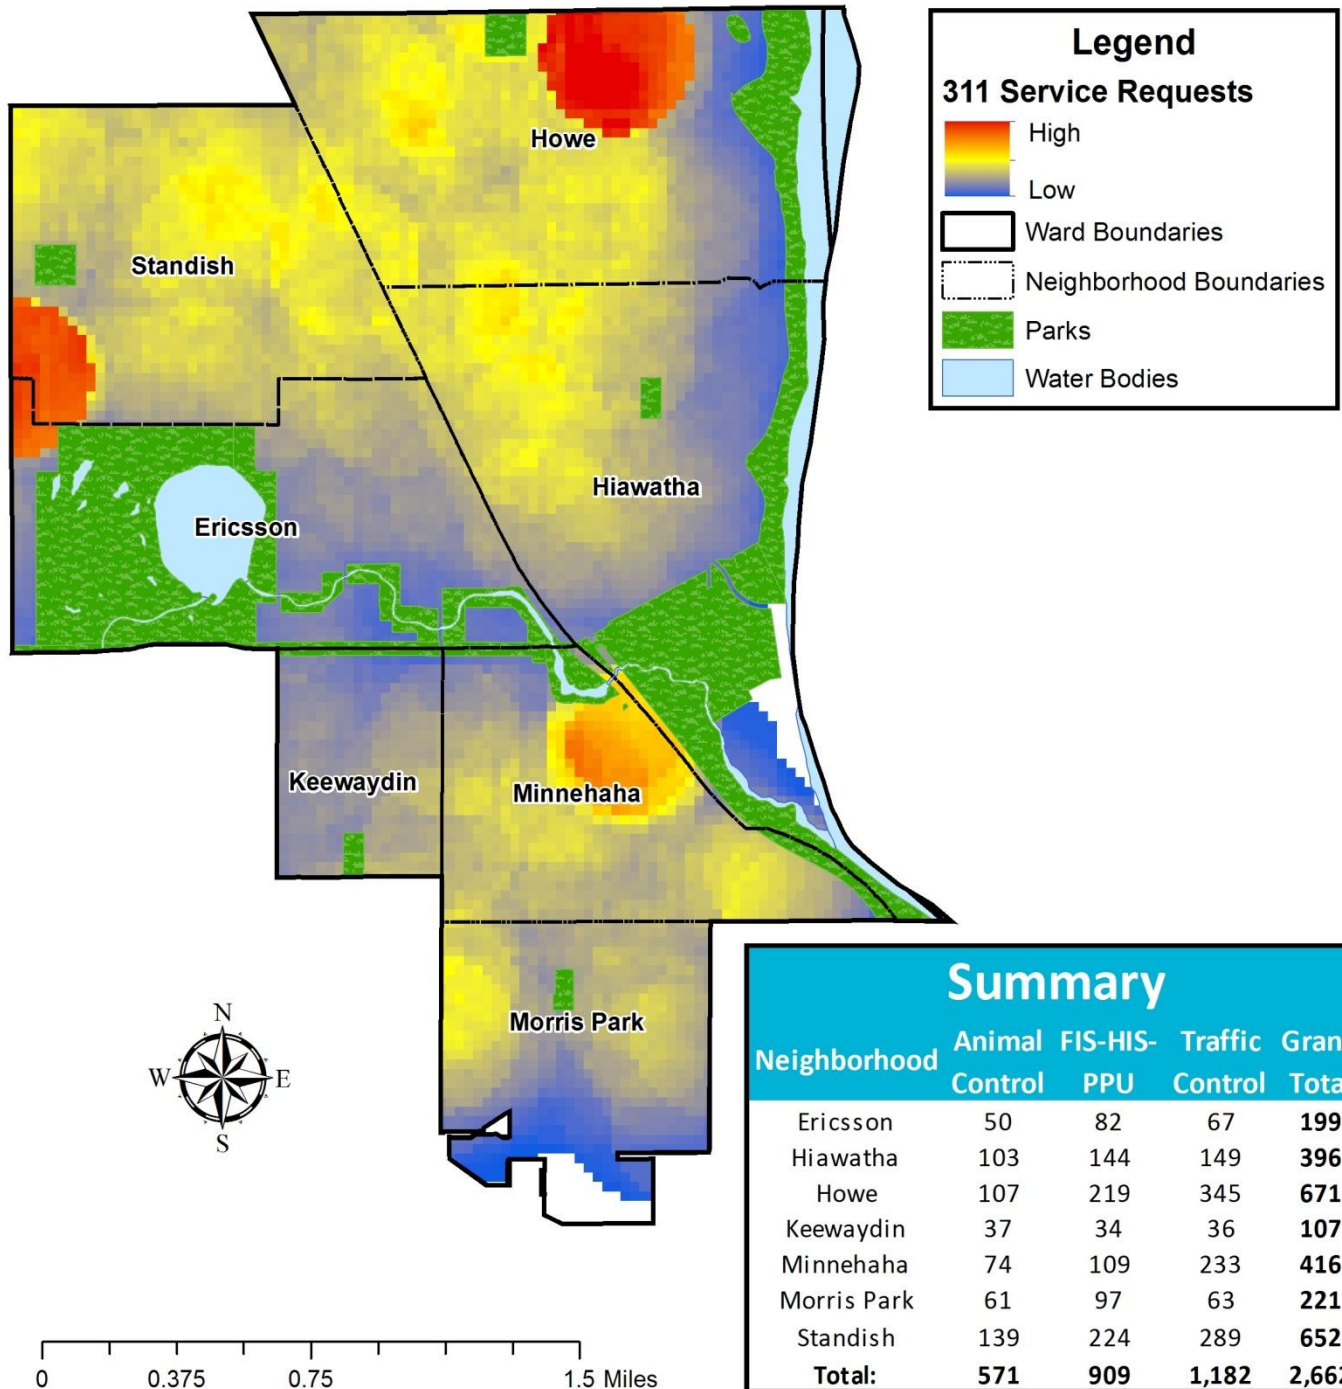 Legend
311 Service Requests
High
Low
Ward Boundaries
Neighborhood Boundaries
Parks
Water Bodies
Howe
Standish
Hiawatha
Ericsson
Keewaydin
Minnehaha
Morris Park
N
W E
S
0 0.375 0.75 1.5 Miles
Summary
Neighborhood Animal Control FIS-HIS-PPU Traffic Control
Ericsson 50 82 67 199
Hiawatha 103 144 149 396
Howe 107 219 345 671
Keewaydin 37 34 36 107
Minnehaha 74 109 233 416
Morris Park 61 97 63 221
Standish 139 224 289 652
Total: 571 909 1,182